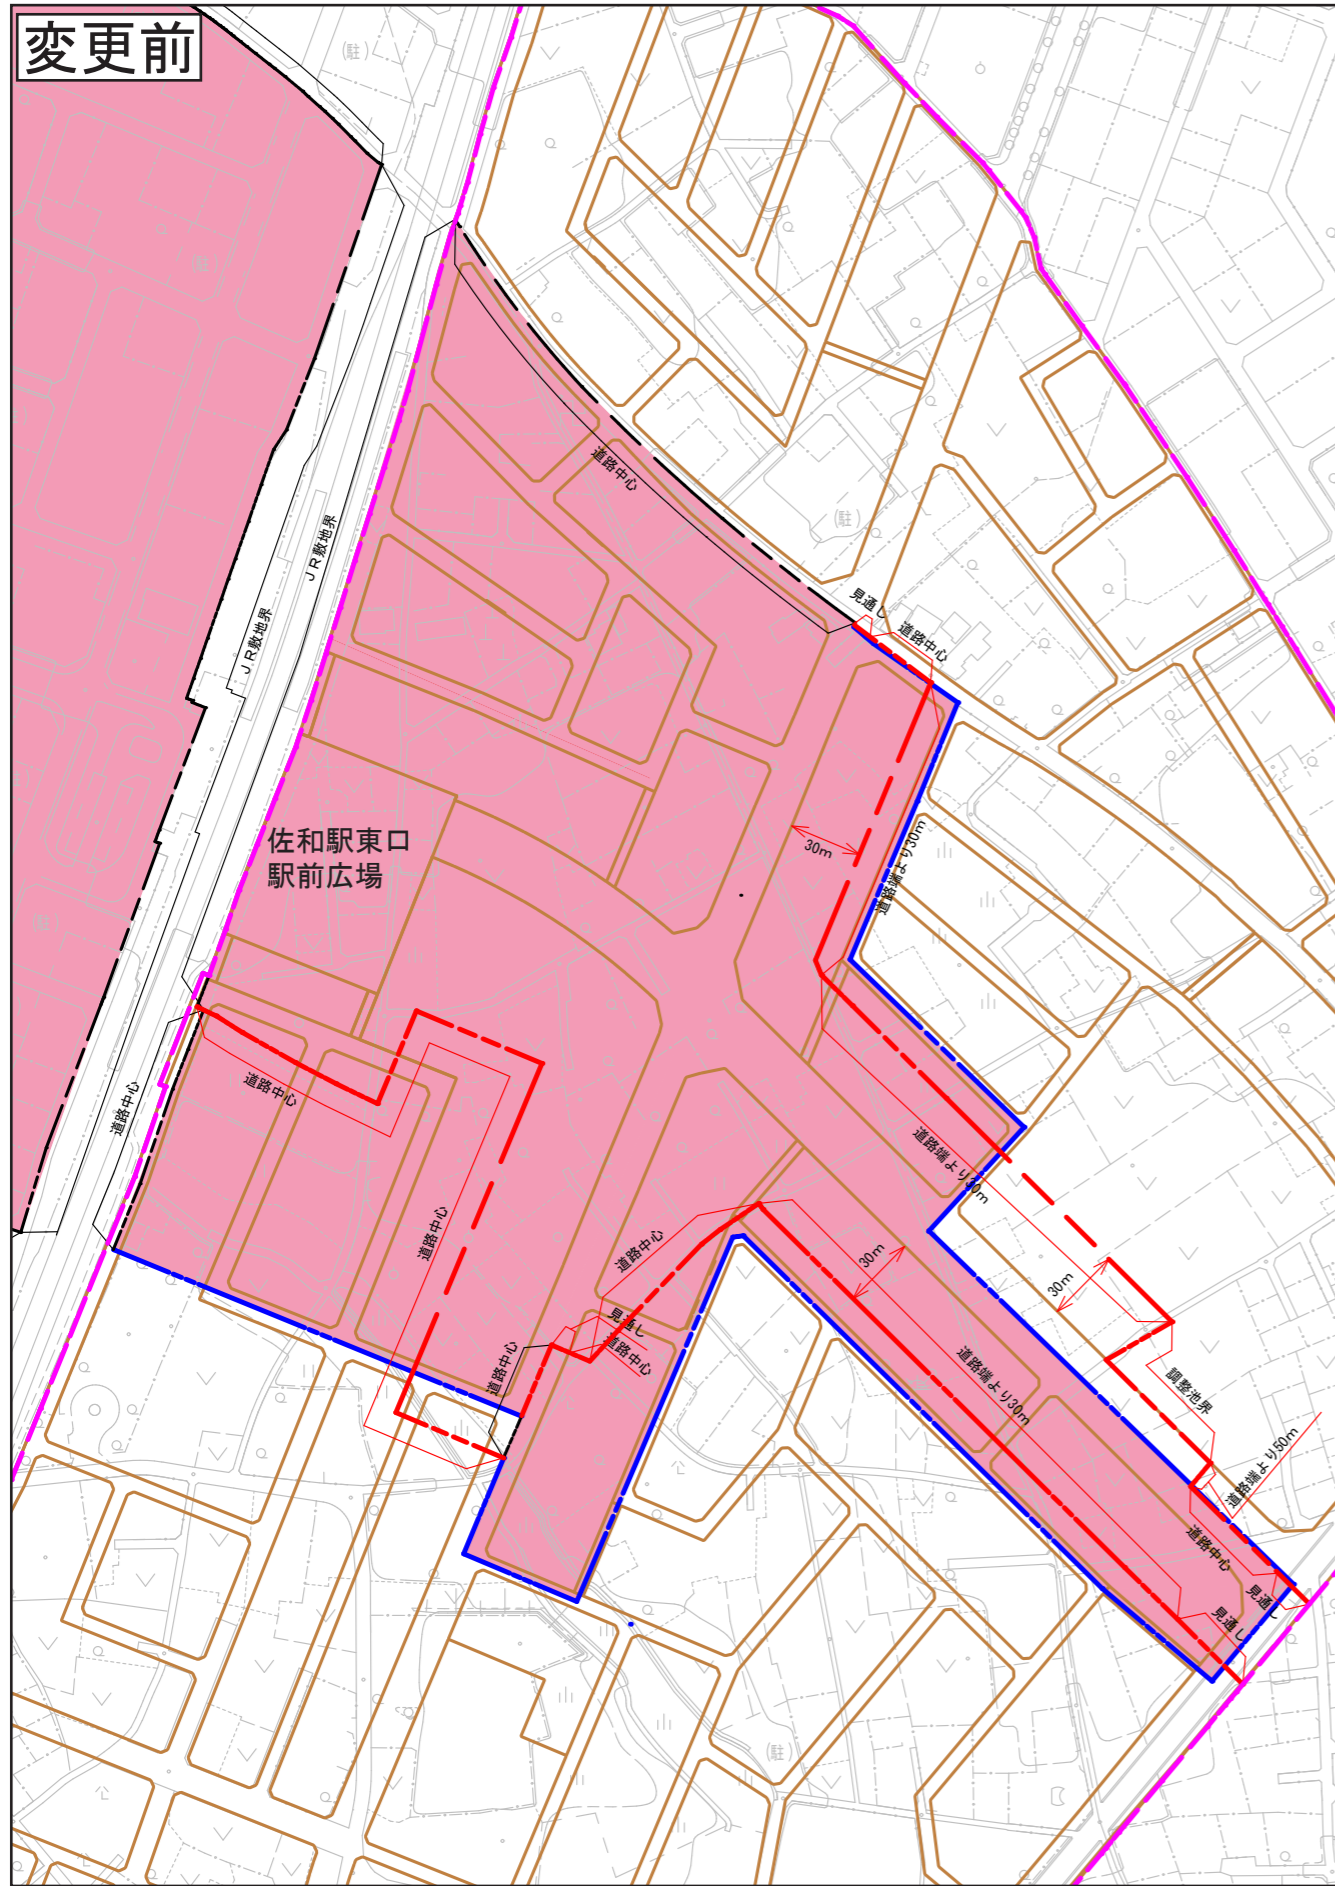 変更前
(駐)
(駐)
道路中心
ＪＲ敷地界
(駐)
見通し
道路中心
ＪＲ敷地界
佐和駅東口
駅前広場
30m
道路端より30m
(駐)
道路中心
道路中心
道路端より30m
道路中心
道路中心
30m
30m
見通し
道路中心
道路中心
道路端より30m
調整池界
道路端より50m
道路中心
見通し
見通し
(駐)